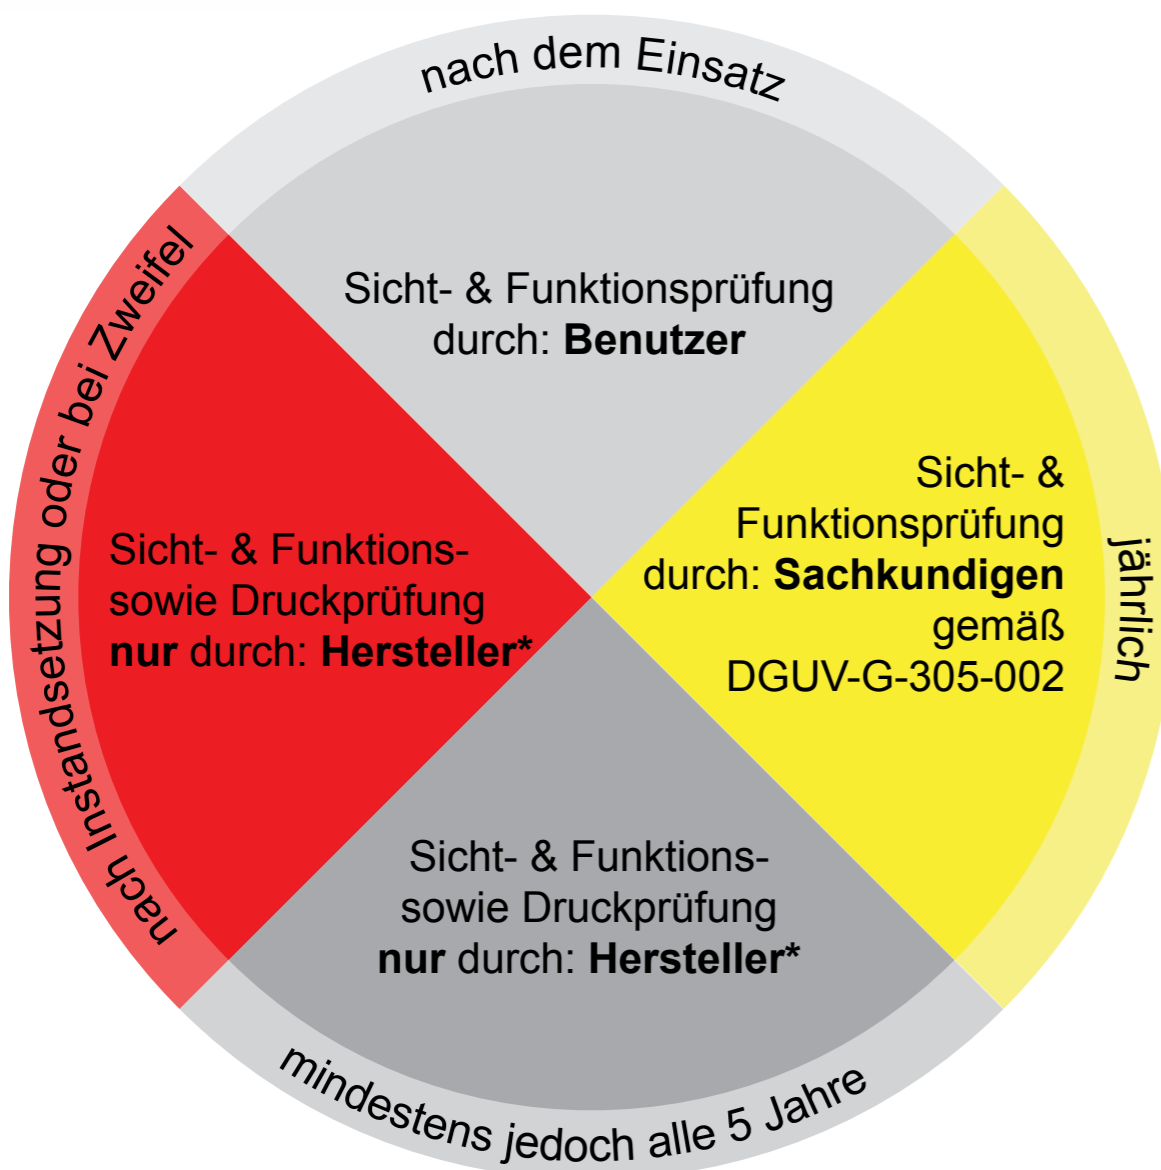 nach dem Einsatz
Sicht- & Funktionsprüfung
durch: Benutzer
jährlich
Sicht- &
Funktionsprüfung
durch: Sachkundigen
gemäß
DGUV-G-305-002
mindestens jedoch alle 5 Jahre
Sicht- & Funktions-
sowie Druckprüfung
nur durch: Hersteller*
nach Instandsetzung oder bei Zweifel
Sicht- & Funktions-
sowie Druckprüfung
nur durch: Hersteller*